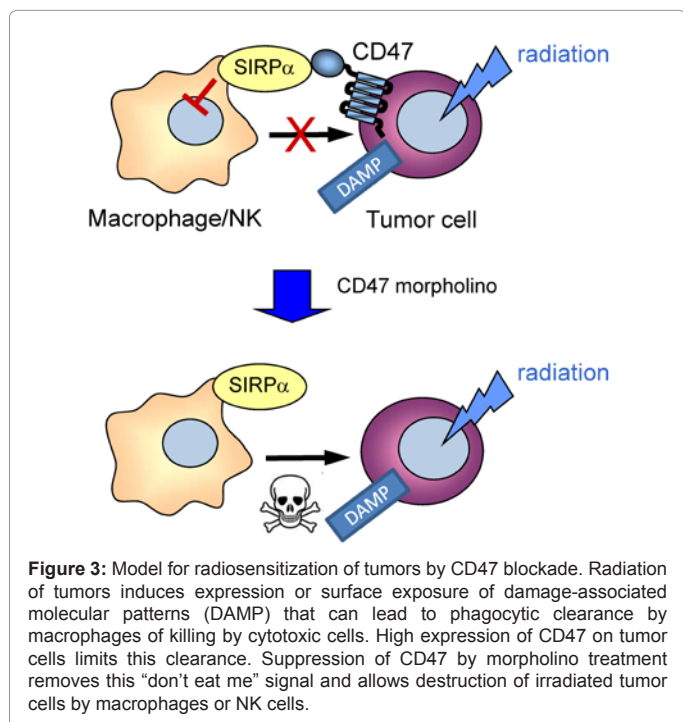 CD47
radiation
SIRPα
DAMP
Macrophage/NK
Tumor cell
CD47 morpholino
SIRPα
radiation
DAMP
Figure 3: Model for radiosensitization of tumors by CD47 blockade. Radiation
of tumors induces expression or surface exposure of damage-associated
molecular patterns (DAMP) that can lead to phagocytic clearance by
macrophages of killing by cytotoxic cells. High expression of CD47 on tumor
cells limits this clearance. Suppression of CD47 by morpholino treatment
removes this “don’t eat me” signal and allows destruction of irradiated tumor
cells by macrophages or NK cells.